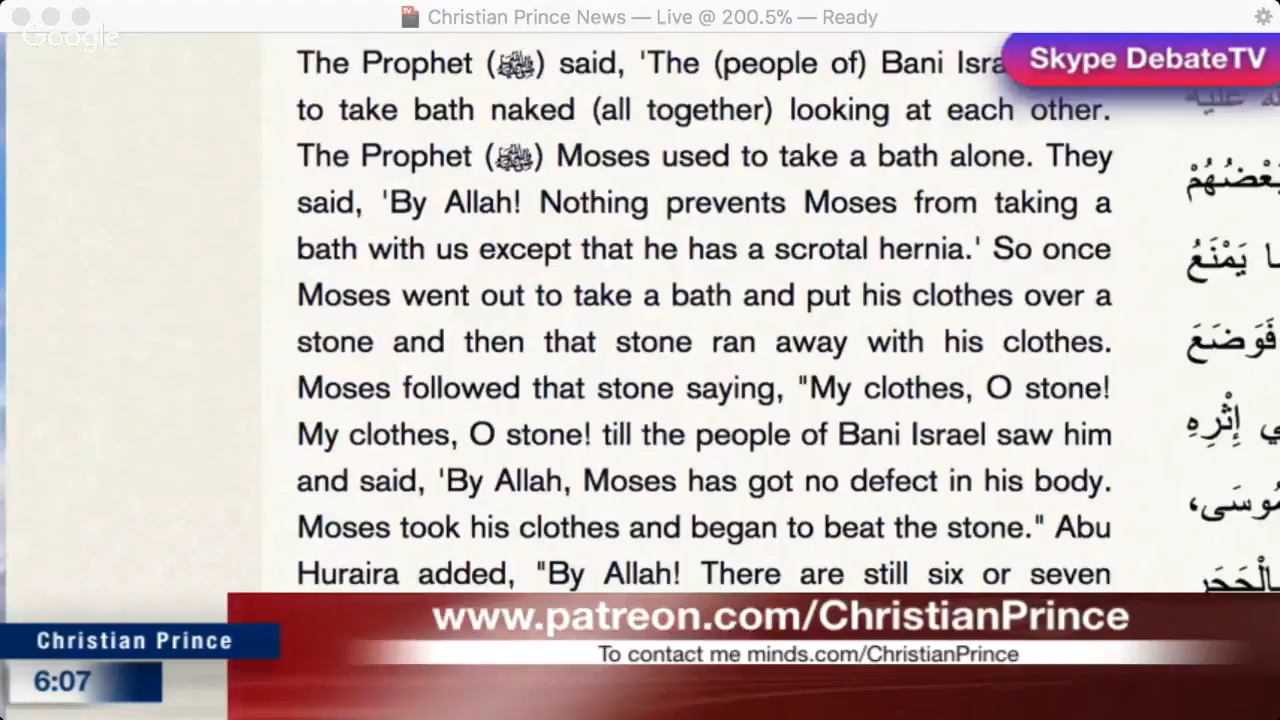 Christian Prince News — Live @ 200.5% — Ready
Google
Skype DebateTV
The Prophet (ﷺ) said, 'The (people of) Bani
to take bath naked (all together) looking at each other.
The Prophet (ﷺ) Moses used to take a bath alone. They
said, 'By Allah! Nothing prevents Moses from taking a
bath with us except that he has a scrotal hernia.' So once
Moses went out to take a bath and put his clothes over a
stone and then that stone ran away with his clothes.
Moses followed that stone saying, "My clothes, O stone!
My clothes, O stone! till the people of Bani Israel saw him
and said, 'By Allah, Moses has got no defect in his body.
Moses took his clothes and began to beat the stone." Abu
Huraira added, "By Allah! There are still six or seven
عليه
يَمْنَعُ
فَوَضَعَ
إِثْرِهِ
www.patreon.com/ChristianPrince
To contact me minds.com/ChristianPrince
Christian Prince
6:07